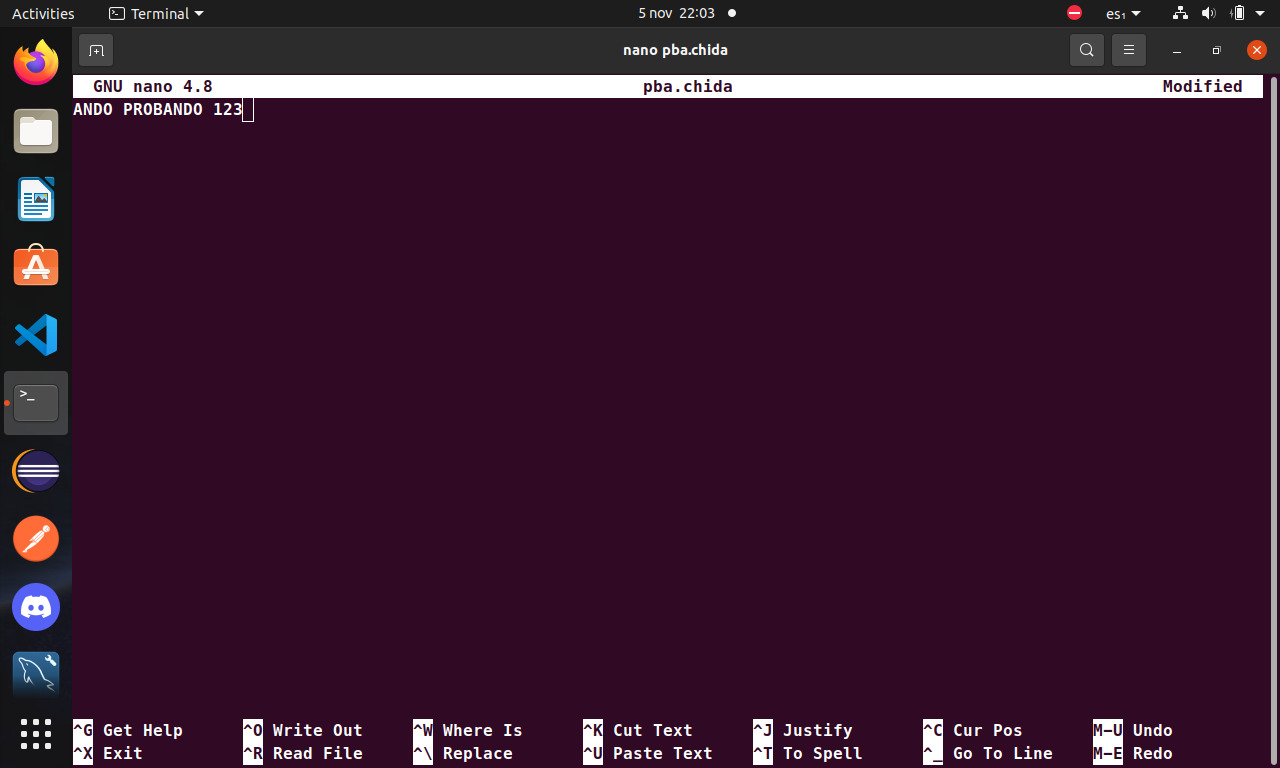 Activities Terminal 5 nov 22:03 es₁
nano pba.chida
GNU nano 4.8 pba.chida Modified
ANDO PROBANDO 123
^G Get Help ^O Write Out ^W Where Is ^K Cut Text ^J Justify ^C Cur Pos M-U Undo
^X Exit ^R Read File ^\ Replace ^U Paste Text ^T To Spell ^_ Go To Line M-E Redo